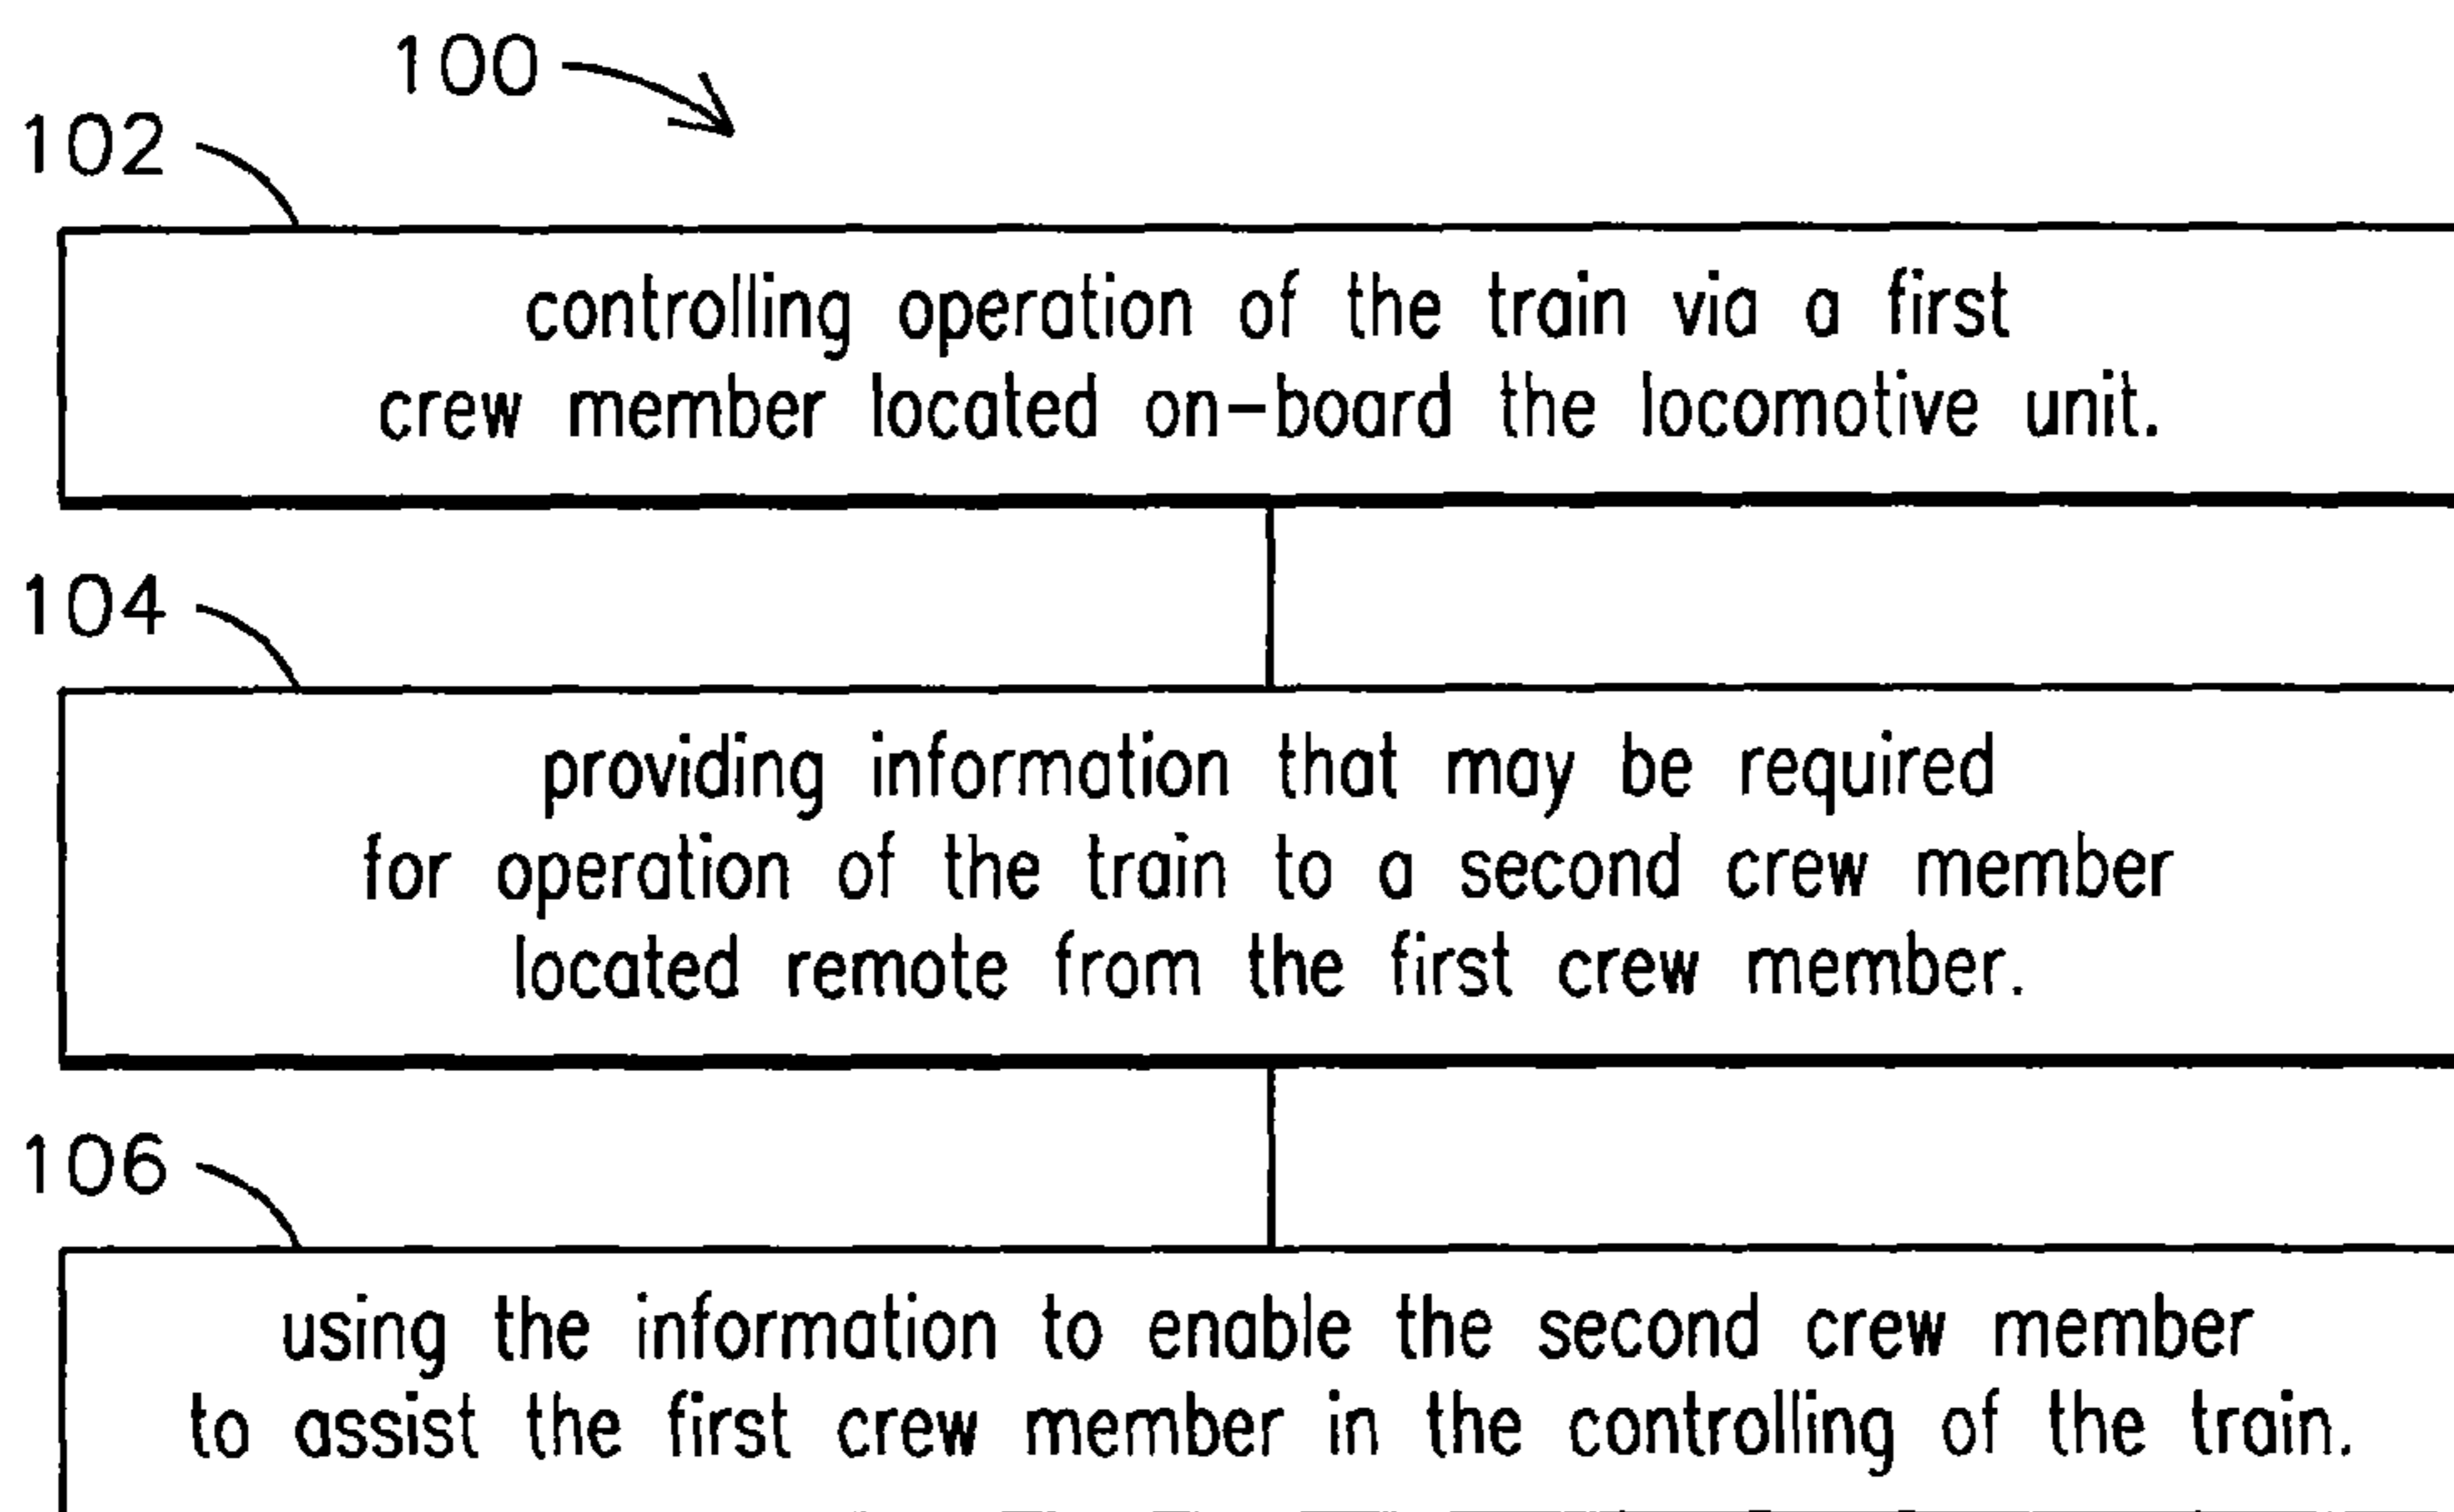 100
102
controlling operation of the train via a first
crew member located on-board the locomotive unit.
104
providing information that may be required
for operation of the train to a second crew member
located remote from the first crew member.
106
using the information to enable the second crew member
to assist the first crew member in the controlling of the train.